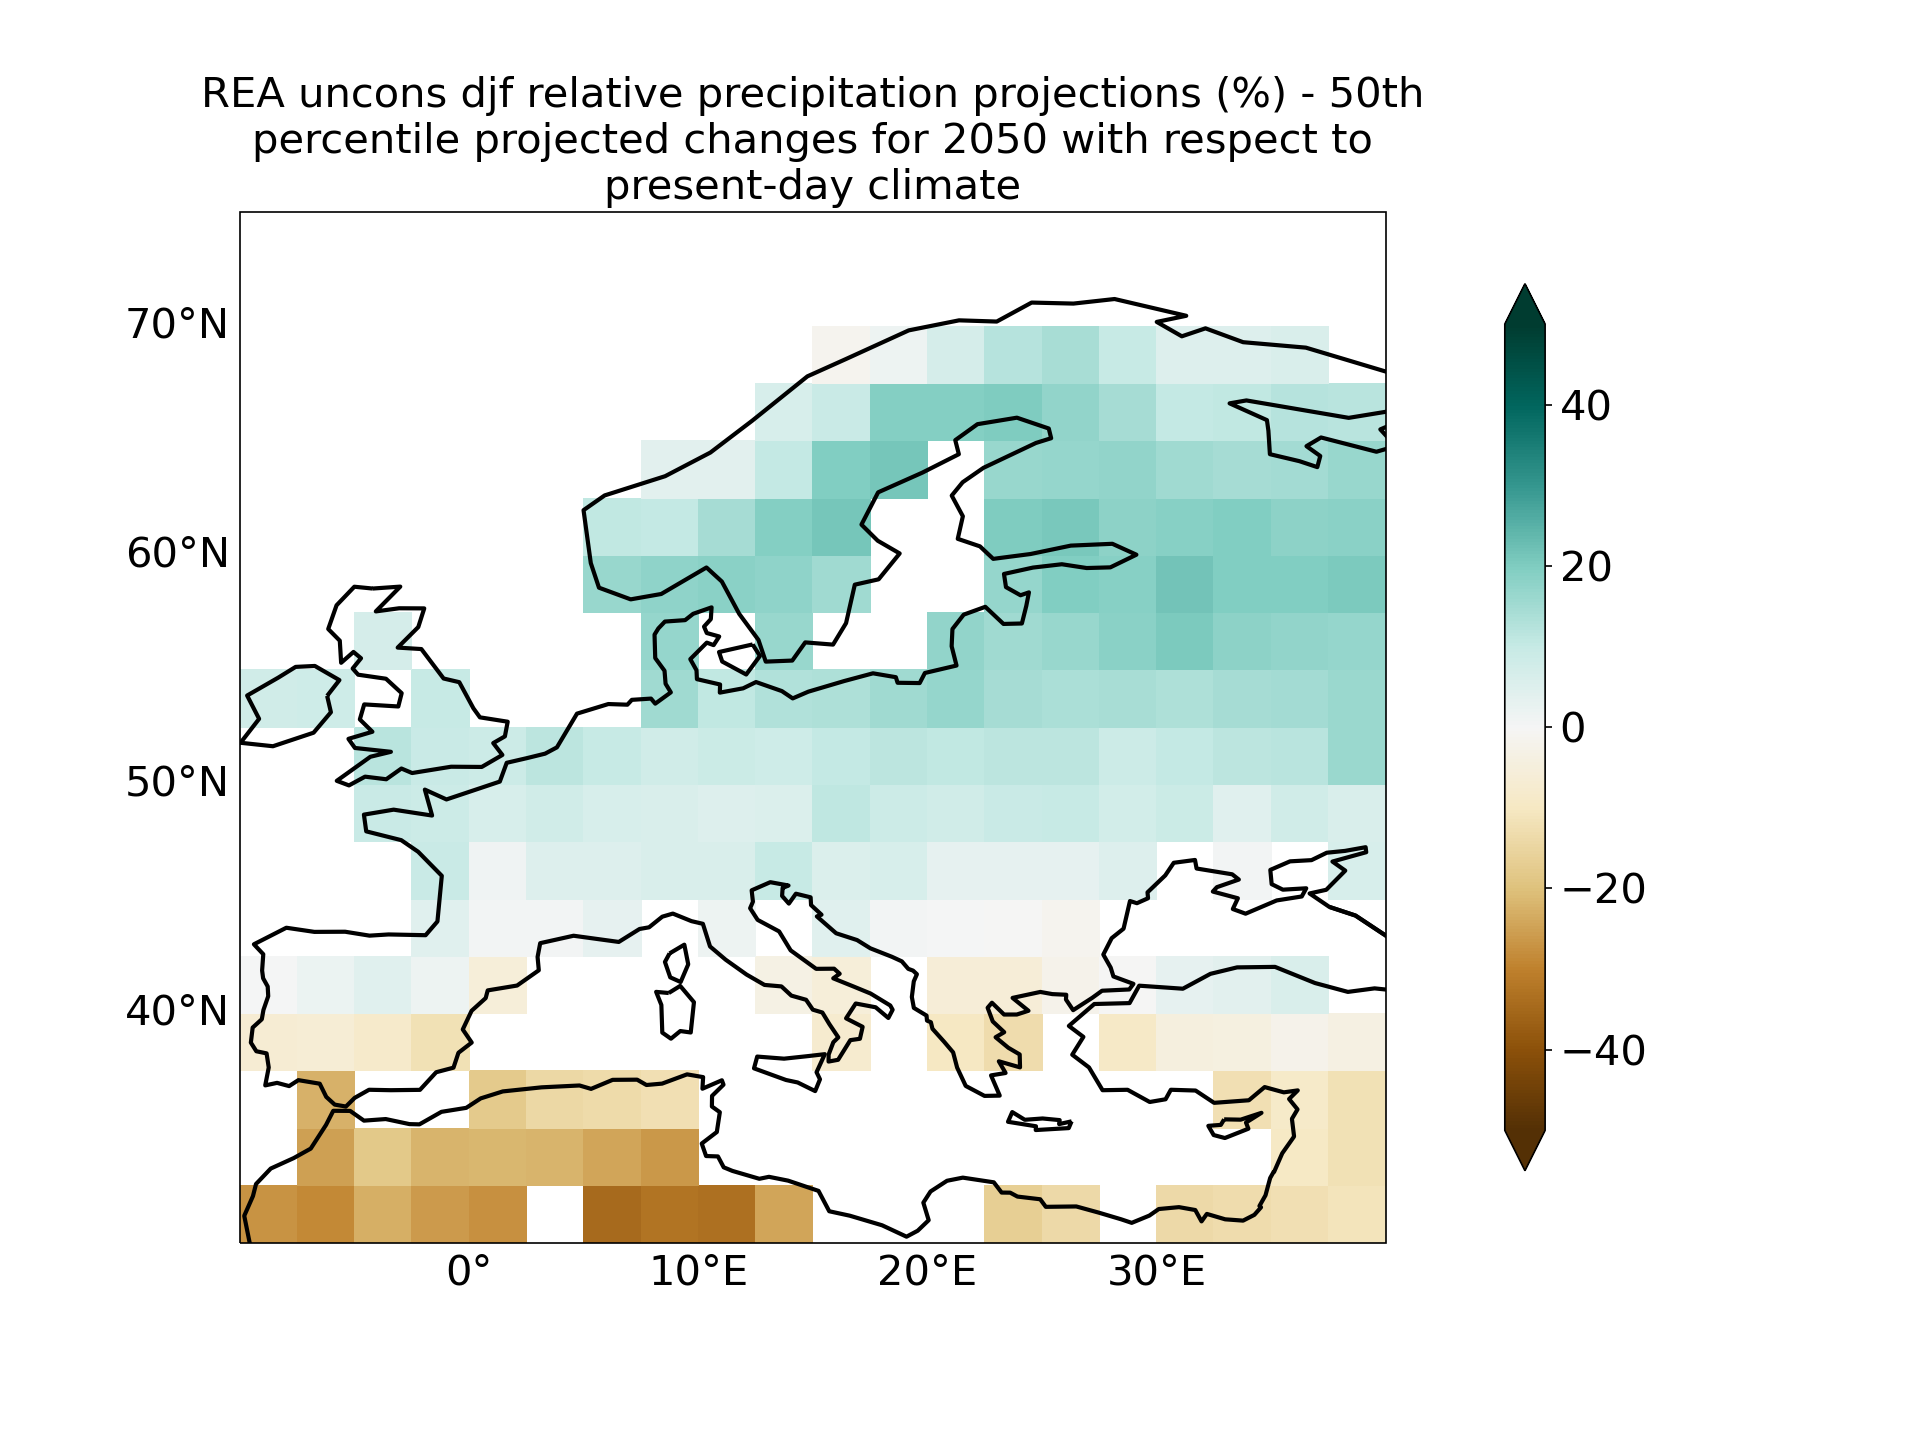 REA uncons djf relative precipitation projections (%) - 50th
percentile projected changes for 2050 with respect to
present-day climate
70°N
60°N
50°N
40°N
0°
10°E
20°E
30°E
40
20
0
−20
−40